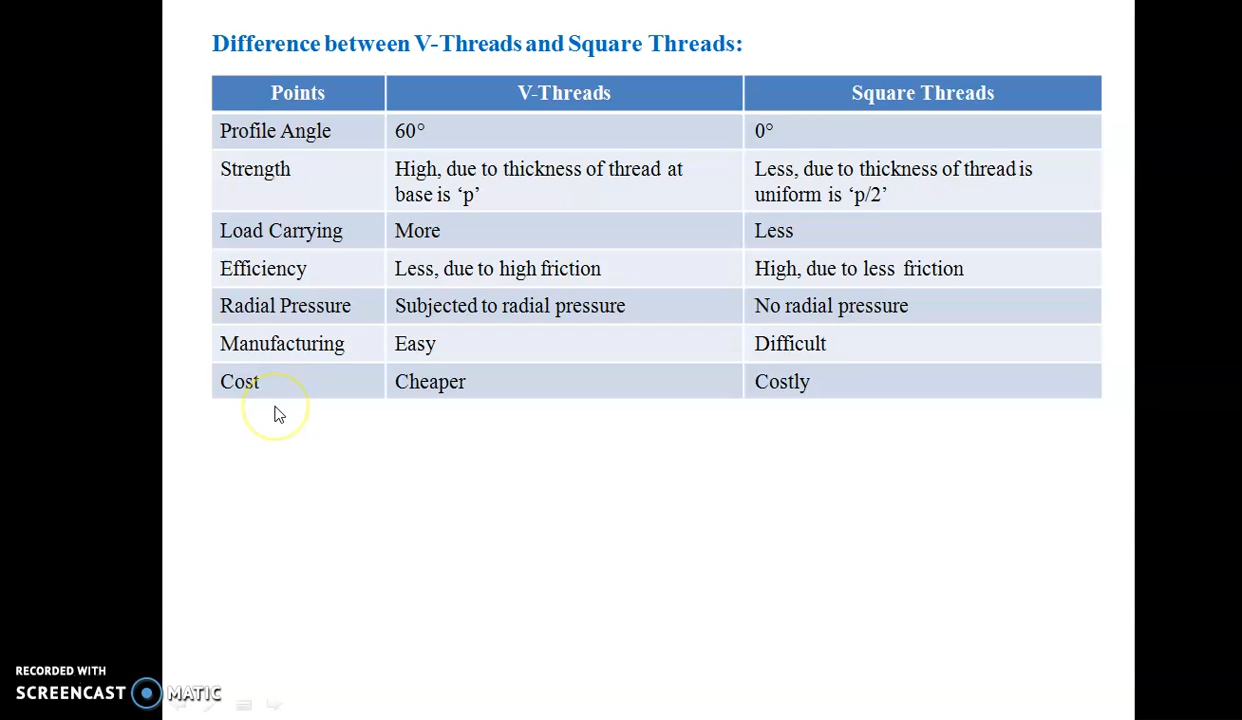 Difference between V-Threads and Square Threads:
Points V-Threads Square Threads
Profile Angle 60° 0°
Strength High, due to thickness of thread at base is ‘p’ Less, due to thickness of thread is uniform is ‘p/2’
Load Carrying More Less
Efficiency Less, due to high friction High, due to less friction
Radial Pressure Subjected to radial pressure No radial pressure
Manufacturing Easy Difficult
Cost Cheaper Costly
RECORDED WITH
SCREENCAST MATIC